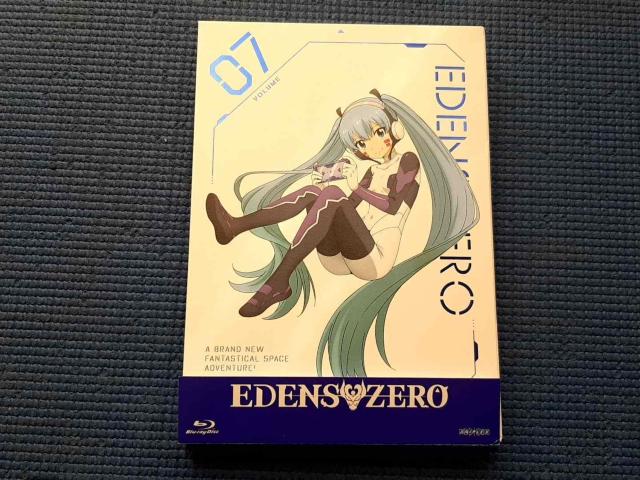 07
VOLUME
EDENS ZERO
A BRAND NEW
FANTASTICAL SPACE
ADVENTURE!
EDENS ZERO
Blu-ray Disc